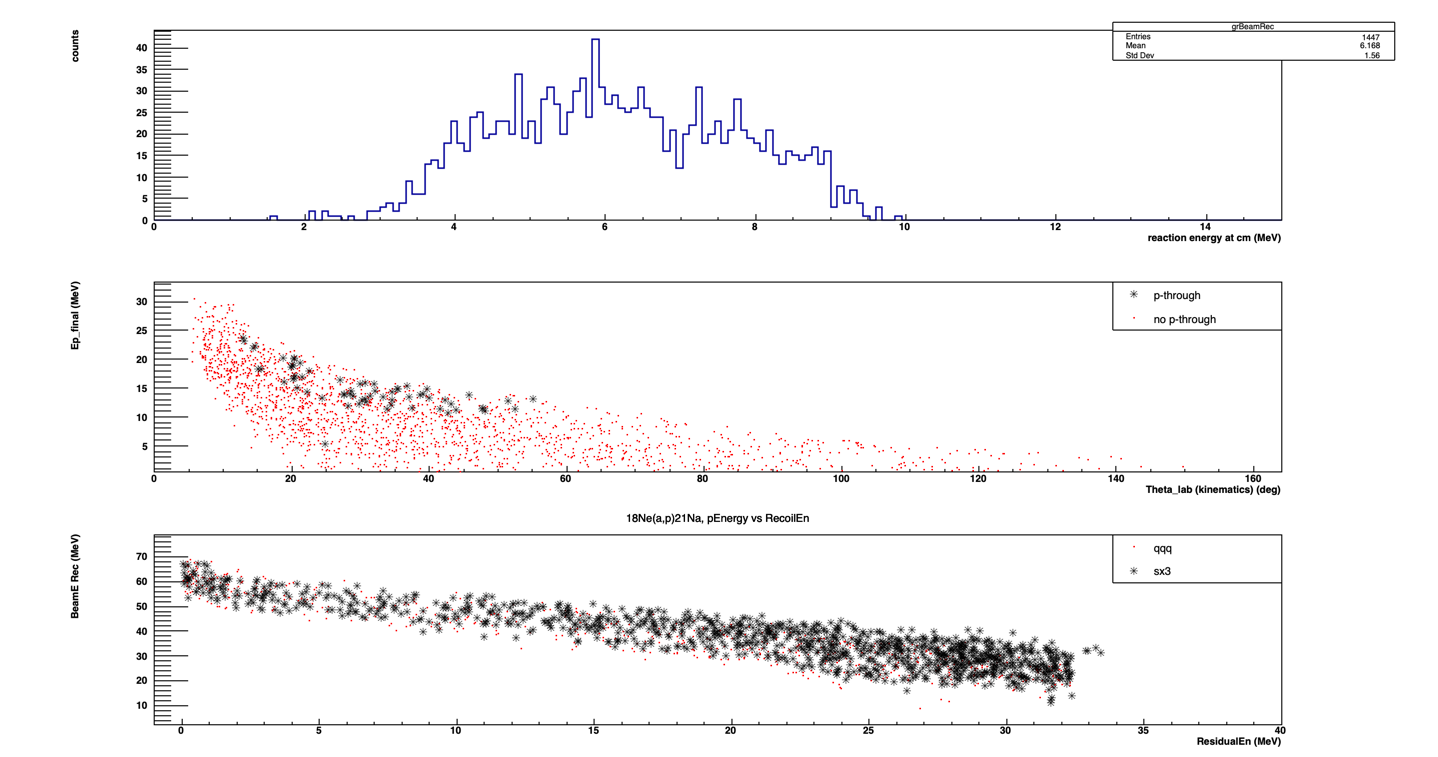 grBeamRec
Entries 1447
Mean 6.168
Std Dev 1.56
counts
40
35
30
25
20
15
10
5
0
0 2 4 6 8 10 12 14
reaction energy at cm (MeV)
Ep_final (MeV)
30
25
20
15
10
5
p-through
no p-through
0 20 40 60 80 100 120 140 160
Theta_lab (kinematics) (deg)
18Ne(a,p)21Na, pEnergy vs RecoilEn
BeamE Rec (MeV)
70
60
50
40
30
20
10
qqq
sx3
0 5 10 15 20 25 30 35 40
ResidualEn (MeV)